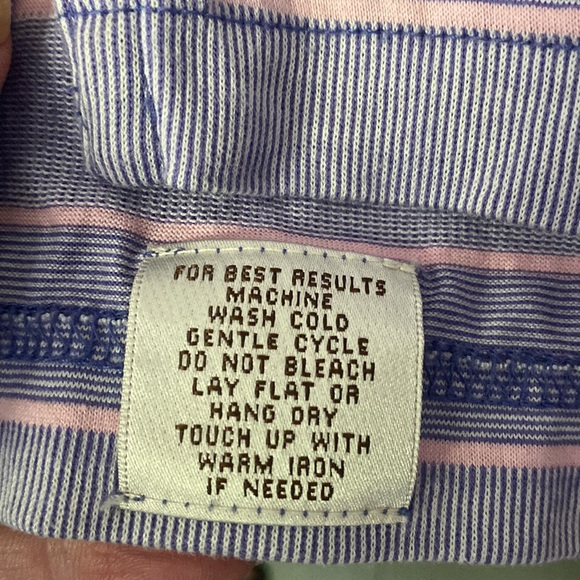 FOR BEST RESULTS
MACHINE
WASH COLD
GENTLE CYCLE
DO NOT BLEACH
LAY FLAT OR
HANG DRY
TOUCH UP WITH
WARM IRON
IF NEEDED